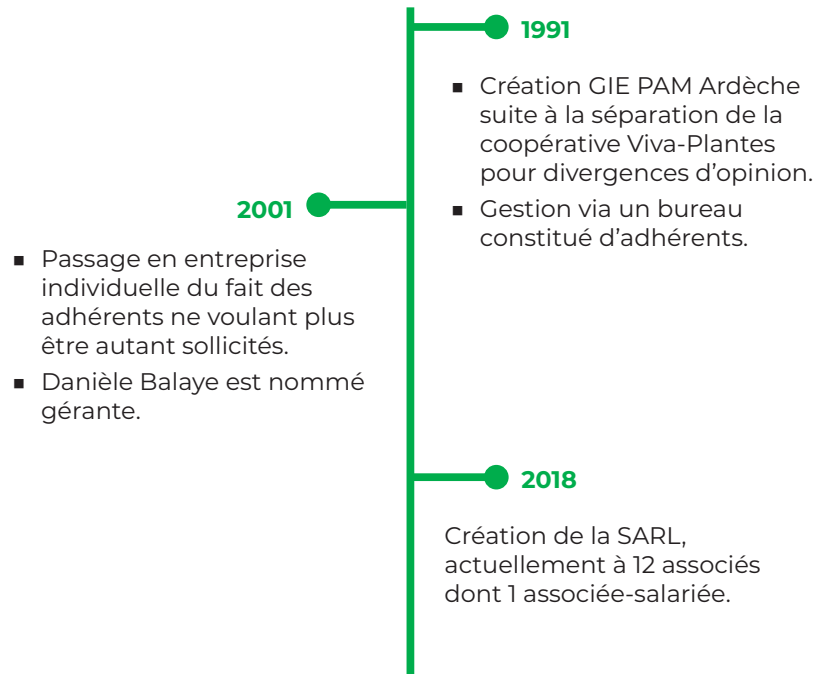 1991
■ Création GIE PAM Ardèche
suite à la séparation de la
coopérative Viva-Plantes
pour divergences d'opinion.
■ Gestion via un bureau
constitué d'adhérents.
2001
■ Passage en entreprise
individuelle du fait des
adhérents ne voulant plus
être autant sollicités.
■ Danièle Balaye est nommé
gérante.
2018
Création de la SARL,
actuellement à 12 associés
dont 1 associée-salariée.